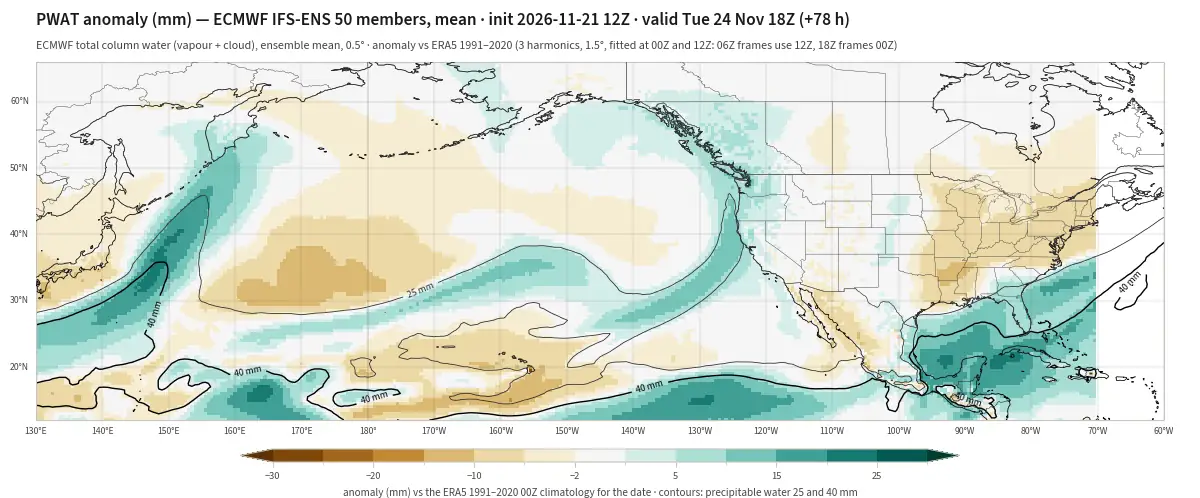 PWAT anomaly (mm) — ECMWF IFS-ENS 50 members, mean · init 2026-11-21 12Z · valid Tue 24 Nov 18Z (+78 h)
ECMWF total column water (vapour + cloud), ensemble mean, 0.5° · anomaly vs ERA5 1991–2020 (3 harmonics, 1.5°, fitted at 00Z and 12Z: 06Z frames use 12Z, 18Z frames 00Z)
60°N
50°N
40°N
30°N
20°N
25 mm
40 mm
40 mm
40 mm
40 mm
40 mm
40 mm
130°E 140°E 150°E 160°E 170°E 180° 170°W 160°W 150°W 140°W 130°W 120°W 110°W 100°W 90°W 80°W 70°W 60°W
−30 −20 −10 −2 5 15 25
anomaly (mm) vs the ERA5 1991–2020 00Z climatology for the date · contours: precipitable water 25 and 40 mm